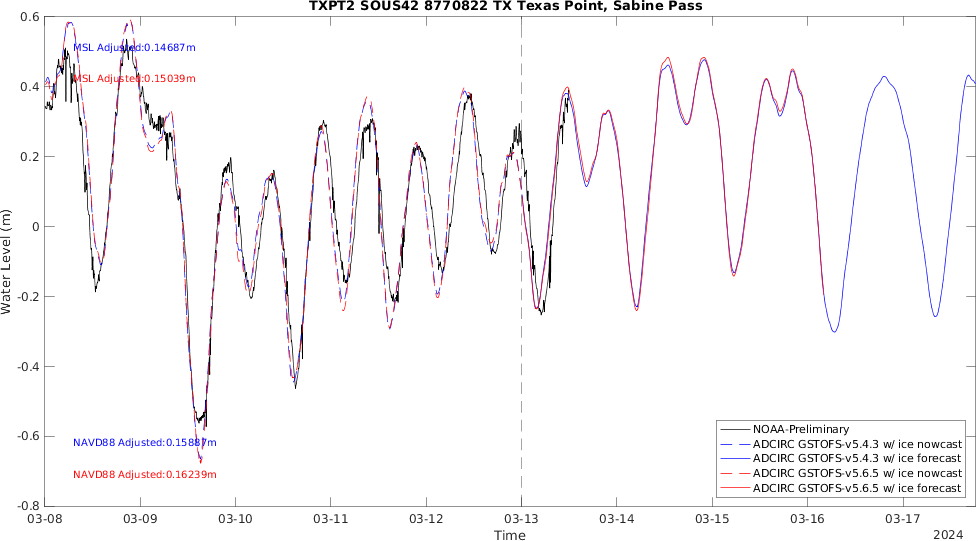 TXPT2 SOUS42 8770822 TX Texas Point, Sabine Pass
Water Level (m)
0.6
0.4
0.2
0
-0.2
-0.4
-0.6
-0.8
MSL Adjusted:0.14687m
MSL Adjusted:0.15039m
NAVD88 Adjusted:0.15887m
NAVD88 Adjusted:0.16239m
NOAA-Preliminary
ADCIRC GSTOFS-v5.4.3 w/ ice nowcast
ADCIRC GSTOFS-v5.4.3 w/ ice forecast
ADCIRC GSTOFS-v5.6.5 w/ ice nowcast
ADCIRC GSTOFS-v5.6.5 w/ ice forecast
03-08 03-09 03-10 03-11 03-12 03-13 03-14 03-15 03-16 03-17
Time
2024